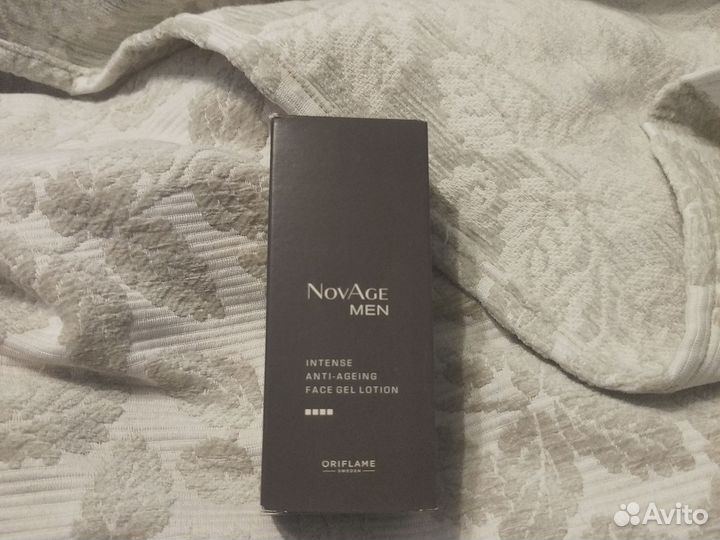 NOVAGE
MEN
INTENSE
ANTI-AGEING
FACE GEL LOTION
ORIFLAME
SWEDEN
Avito